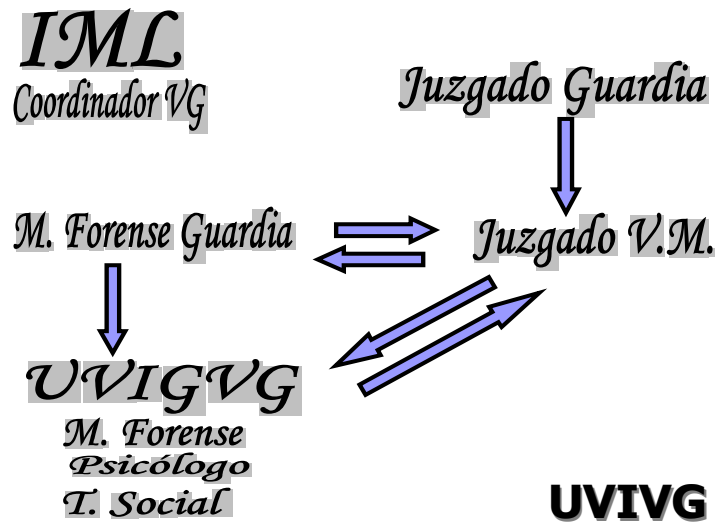 IML
Coordinador VG
Juzgado Guardia
M. Forense Guardia
Juzgado V.M.
UVIGVG
M. Forense
Psicólogo
T. Social
UVIVG